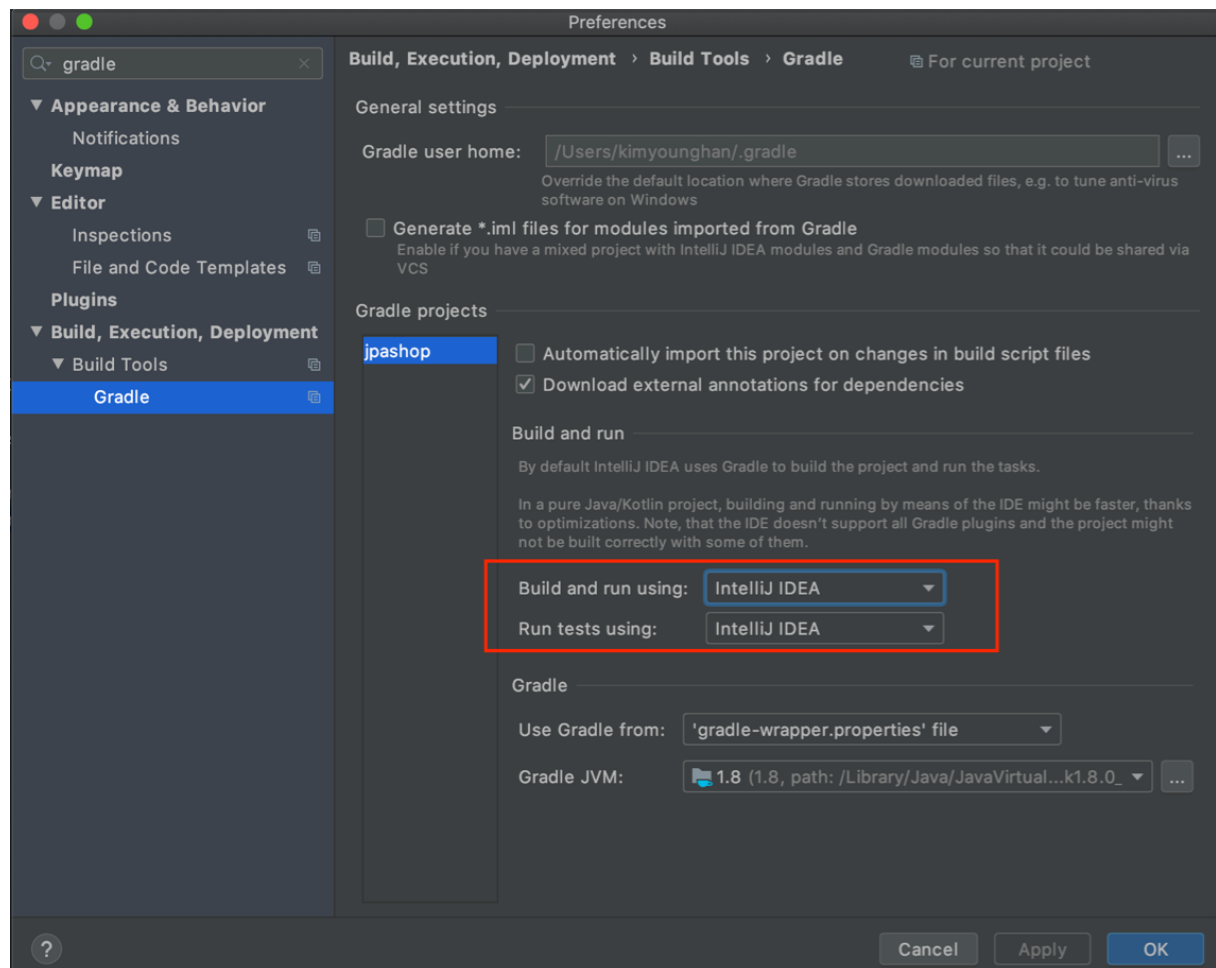 Preferences
gradle
Appearance & Behavior
Notifications
Keymap
Editor
Inspections
File and Code Templates
Plugins
Build, Execution, Deployment
Build Tools
Gradle
Build, Execution, Deployment › Build Tools › Gradle
For current project
General settings
Gradle user home: /Users/kimyounghan/.gradle ...
Override the default location where Gradle stores downloaded files, e.g. to tune anti-virus
software on Windows
Generate *.iml files for modules imported from Gradle
Enable if you have a mixed project with IntelliJ IDEA modules and Gradle modules so that it could be shared via
VCS
Gradle projects
jpashop
Automatically import this project on changes in build script files
Download external annotations for dependencies
Build and run
By default IntelliJ IDEA uses Gradle to build the project and run the tasks.
In a pure Java/Kotlin project, building and running by means of the IDE might be faster, thanks
to optimizations. Note, that the IDE doesn't support all Gradle plugins and the project might
not be built correctly with some of them.
Build and run using: IntelliJ IDEA
Run tests using: IntelliJ IDEA
Gradle
Use Gradle from: 'gradle-wrapper.properties' file
Gradle JVM: 1.8 (1.8, path: /Library/Java/JavaVirtual...k1.8.0_ ...
? Cancel Apply OK